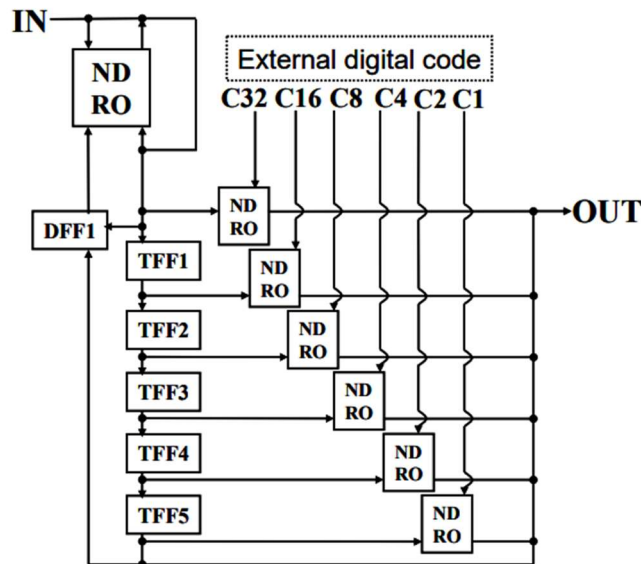 IN
ND
RO
External digital code
C32 C16 C8 C4 C2 C1
ND
RO
OUT
DFF1
TFF1
ND
RO
TFF2
ND
RO
TFF3
ND
RO
TFF4
ND
RO
TFF5
ND
RO